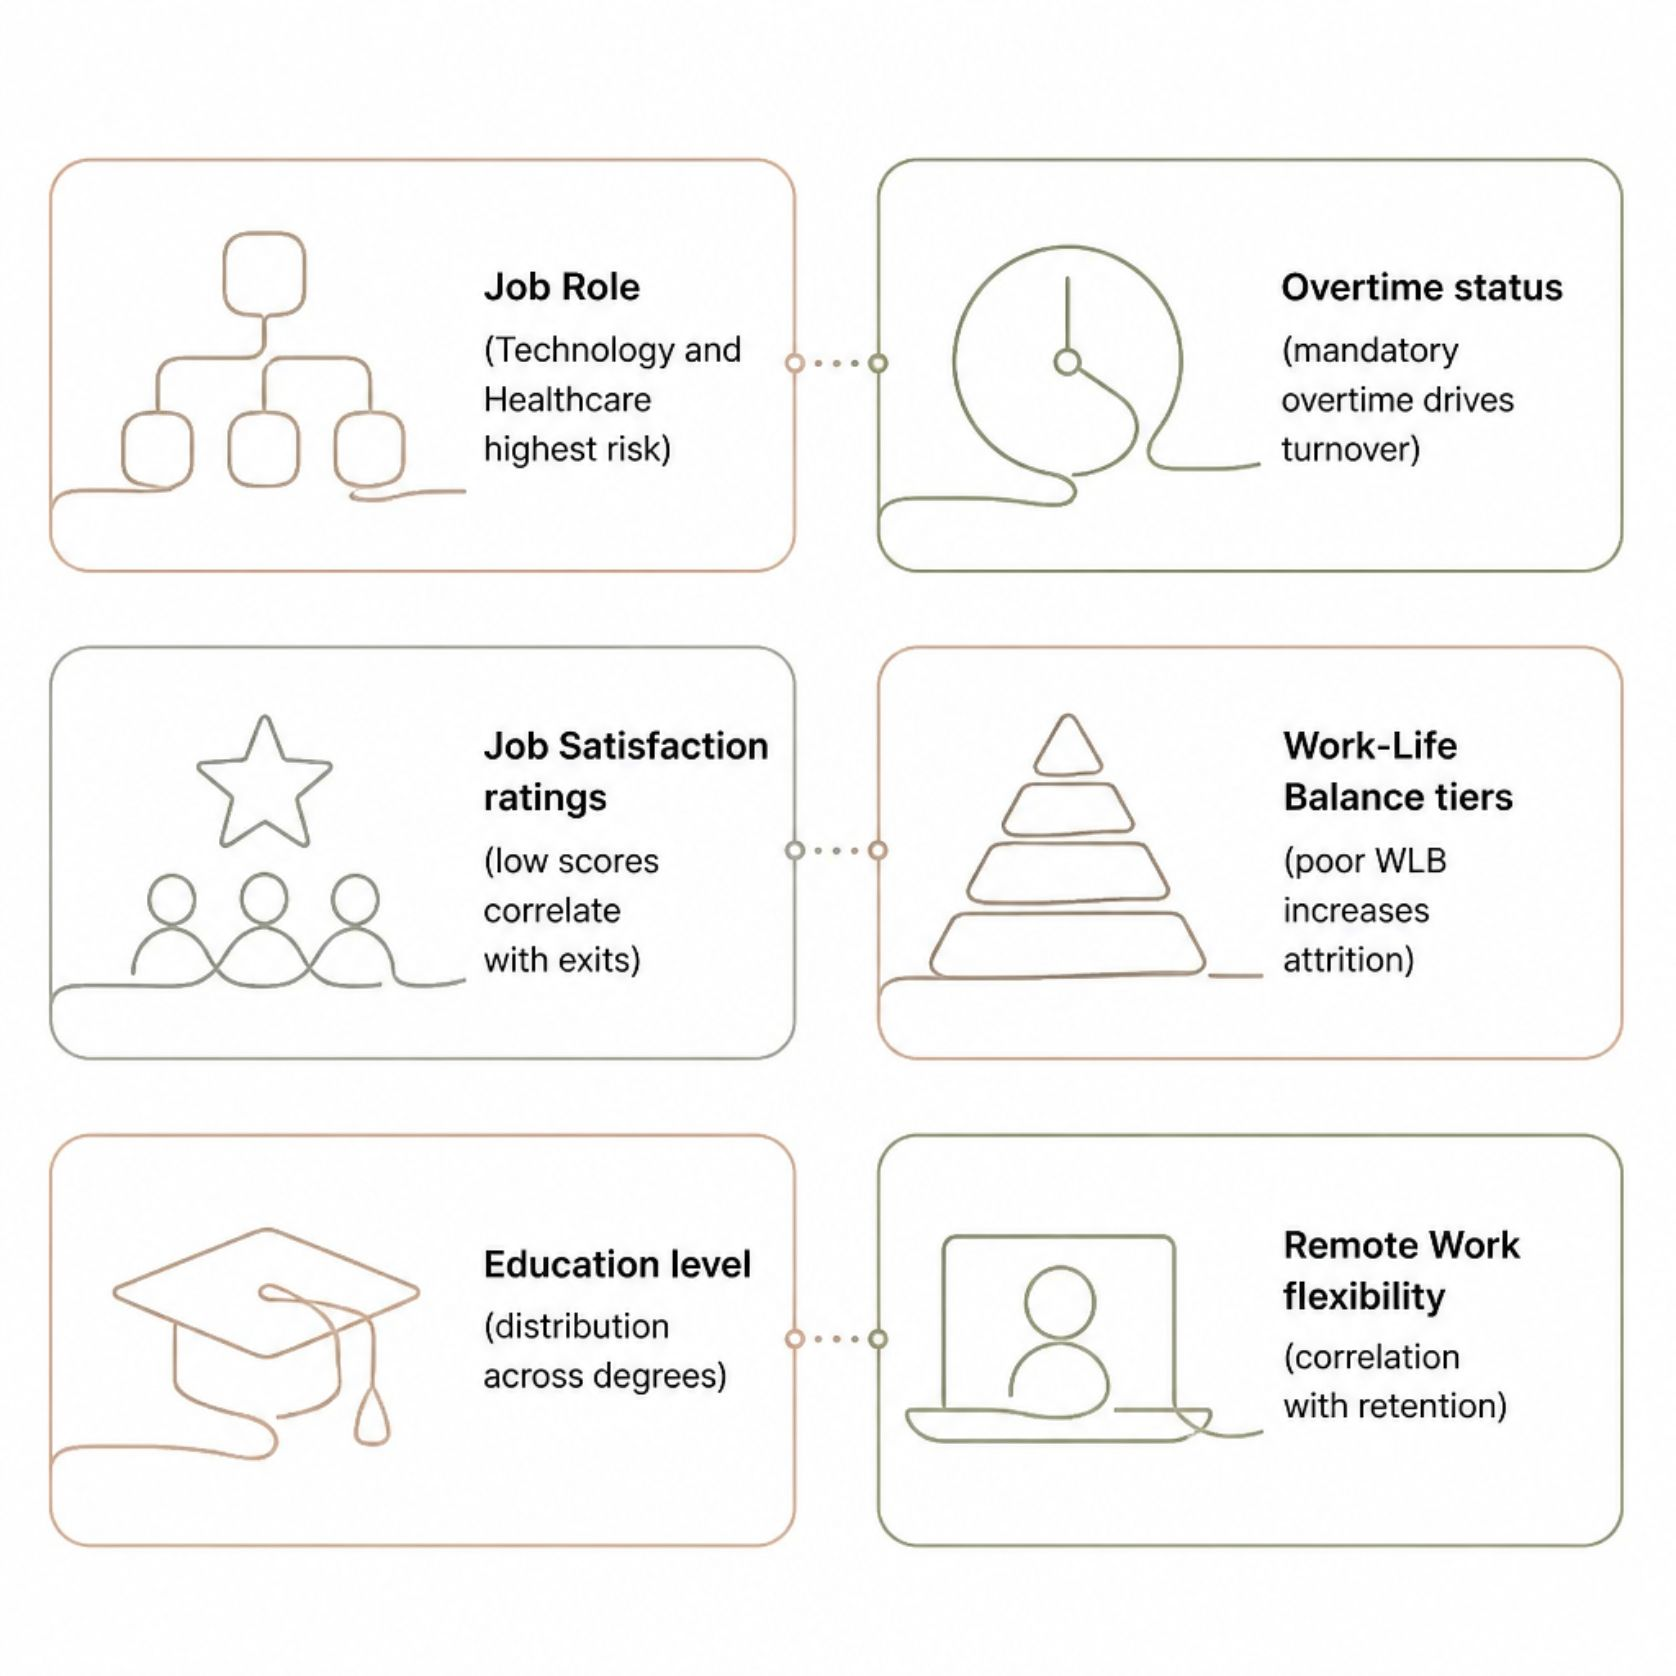 Job Role
(Technology and
Healthcare
highest risk)
Overtime status
(mandatory
overtime drives
turnover)
Job Satisfaction
ratings
(low scores
correlate
with exits)
Work-Life
Balance tiers
(poor WLB
increases
attrition)
Education level
(distribution
across degrees)
Remote Work
flexibility
(correlation
with retention)